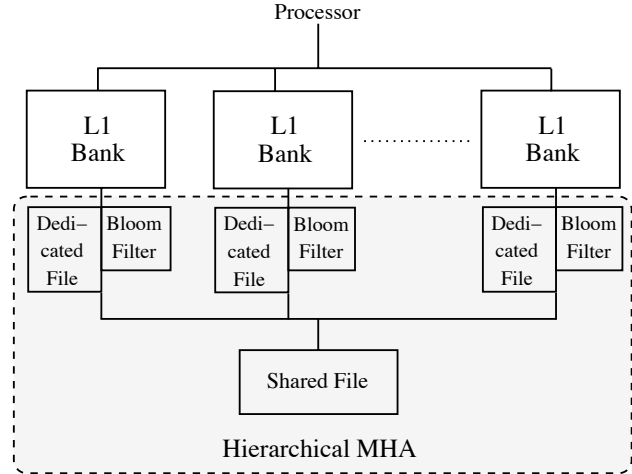 Processor
L1
Bank
L1
Bank
L1
Bank
Dedi–
cated
File
Bloom
Filter
Dedi–
cated
File
Bloom
Filter
Dedi–
cated
File
Bloom
Filter
Shared File
Hierarchical MHA